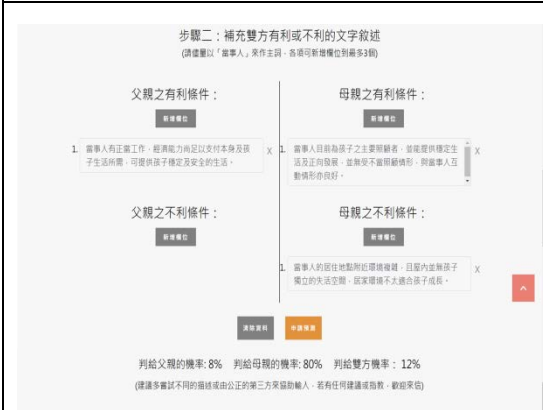 步驟二：補充雙方有利或不利的文字敘述
(請儘量以「當事人」來作主詞，各項可新增欄位到最多3個)
父親之有利條件：
新增欄位
1. 當事人有正當工作，經濟能力尚足以支付本身及孩
子生活所需，可提供孩子穩定及安全的生活。
X
母親之有利條件：
新增欄位
1. 當事人目前為孩子之主要照顧者，並能提供穩定生
活及正向發展，並無受不當照顧情形，與當事人互
動情形亦良好。
X
父親之不利條件：
新增欄位
母親之不利條件：
新增欄位
1. 當事人的居住地點附近環境複雜，且屋內並無孩子
獨立的失活空間，居家環境不太適合孩子成長。
X
清除資料
申請預測
判給父親的機率: 8% 判給母親的機率: 80% 判給雙方機率： 12%
(建議多嘗試不同的描述或由公正的第三方來協助輸入，若有任何建議或指教，歡迎來信)